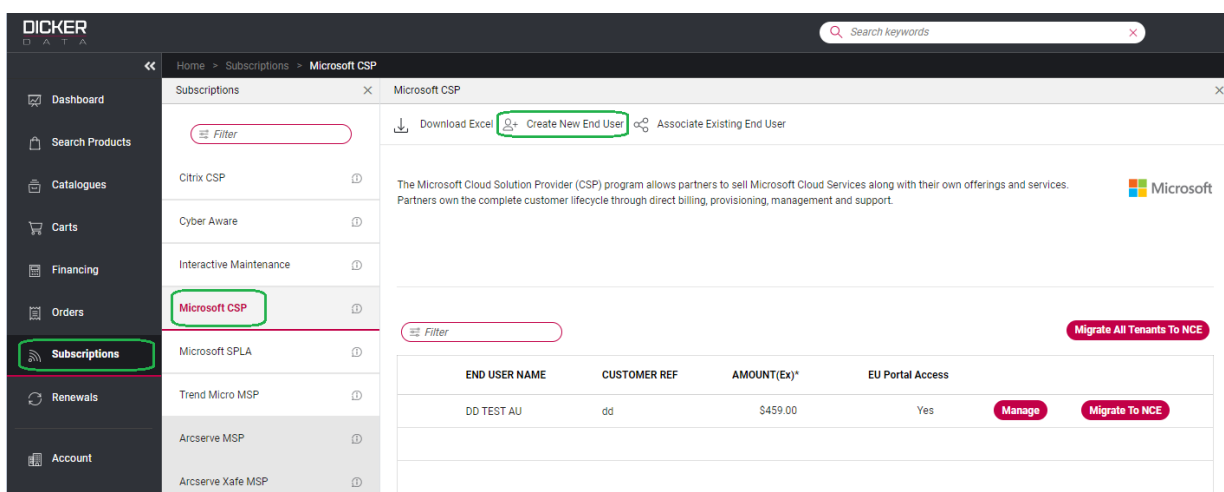 DICKER
DATA
Search keywords
Home > Subscriptions > Microsoft CSP
Dashboard
Search Products
Catalogues
Carts
Financing
Orders
Subscriptions
Renewals
Account
Subscriptions
Filter
Citrix CSP
Cyber Aware
Interactive Maintenance
Microsoft CSP
Microsoft SPLA
Trend Micro MSP
Arcserve MSP
Arcserve Xafe MSP
Microsoft CSP
Download Excel Create New End User Associate Existing End User
The Microsoft Cloud Solution Provider (CSP) program allows partners to sell Microsoft Cloud Services along with their own offerings and services.
Partners own the complete customer lifecycle through direct billing, provisioning, management and support.
Microsoft
Filter
Migrate All Tenants To NCE
END USER NAME CUSTOMER REF AMOUNT(Ex)* EU Portal Access
DD TEST AU dd $459.00 Yes Manage Migrate To NCE